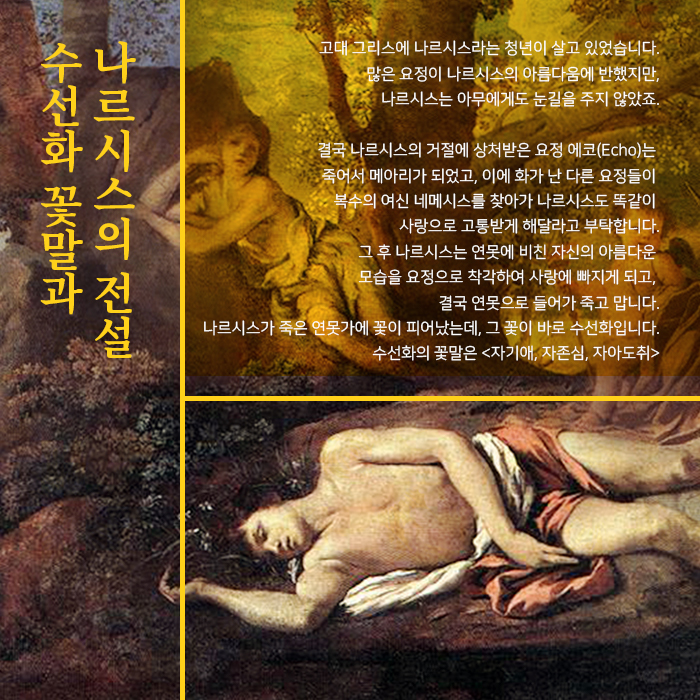 수선화 꽃말과
나르시스의 전설
고대 그리스에 나르시스라는 청년이 살고 있었습니다.
많은 요정이 나르시스의 아름다움에 반했지만,
나르시스는 아무에게도 눈길을 주지 않았죠.
결국 나르시스의 거절에 상처받은 요정 에코(Echo)는
죽어서 메아리가 되었고, 이에 화가 난 다른 요정들이
복수의 여신 네메시스를 찾아가 나르시스도 똑같이
사랑으로 고통받게 해달라고 부탁합니다.
그 후 나르시스는 연못에 비친 자신의 아름다운
모습을 요정으로 착각하여 사랑에 빠지게 되고,
결국 연못으로 들어가 죽고 맙니다.
나르시스가 죽은 연못가에 꽃이 피어났는데, 그 꽃이 바로 수선화입니다.
수선화의 꽃말은 <자기애, 자존심, 자아도취>